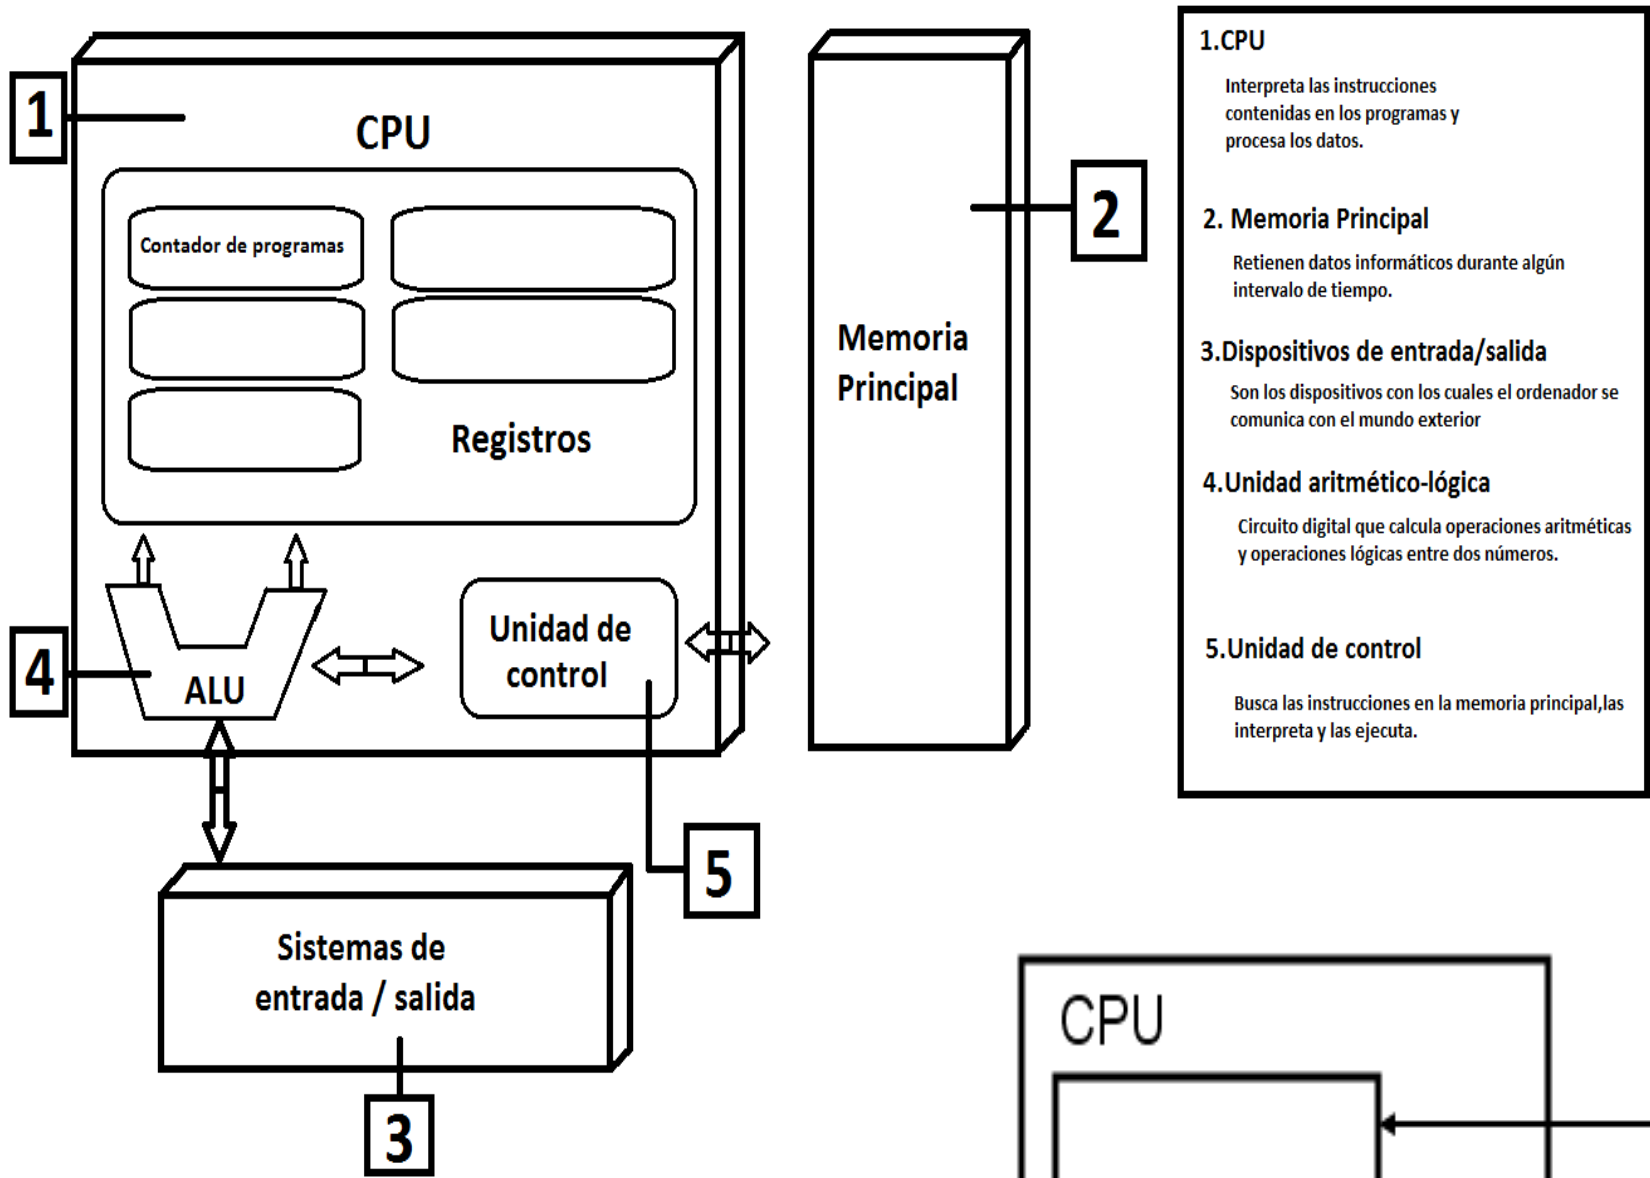 1
CPU
Contador de programas
Registros
4
ALU
Unidad de
control
5
Sistemas de
entrada / salida
3
Memoria
Principal
2
1.CPU
Interpreta las instrucciones
contenidas en los programas y
procesa los datos.
2. Memoria Principal
Retienen datos informáticos durante algún
intervalo de tiempo.
3.Dispositivos de entrada/salida
Son los dispositivos con los cuales el ordenador se
comunica con el mundo exterior
4.Unidad aritmético-lógica
Circuito digital que calcula operaciones aritméticas
y operaciones lógicas entre dos números.
5.Unidad de control
Busca las instrucciones en la memoria principal,las
interpreta y las ejecuta.
CPU